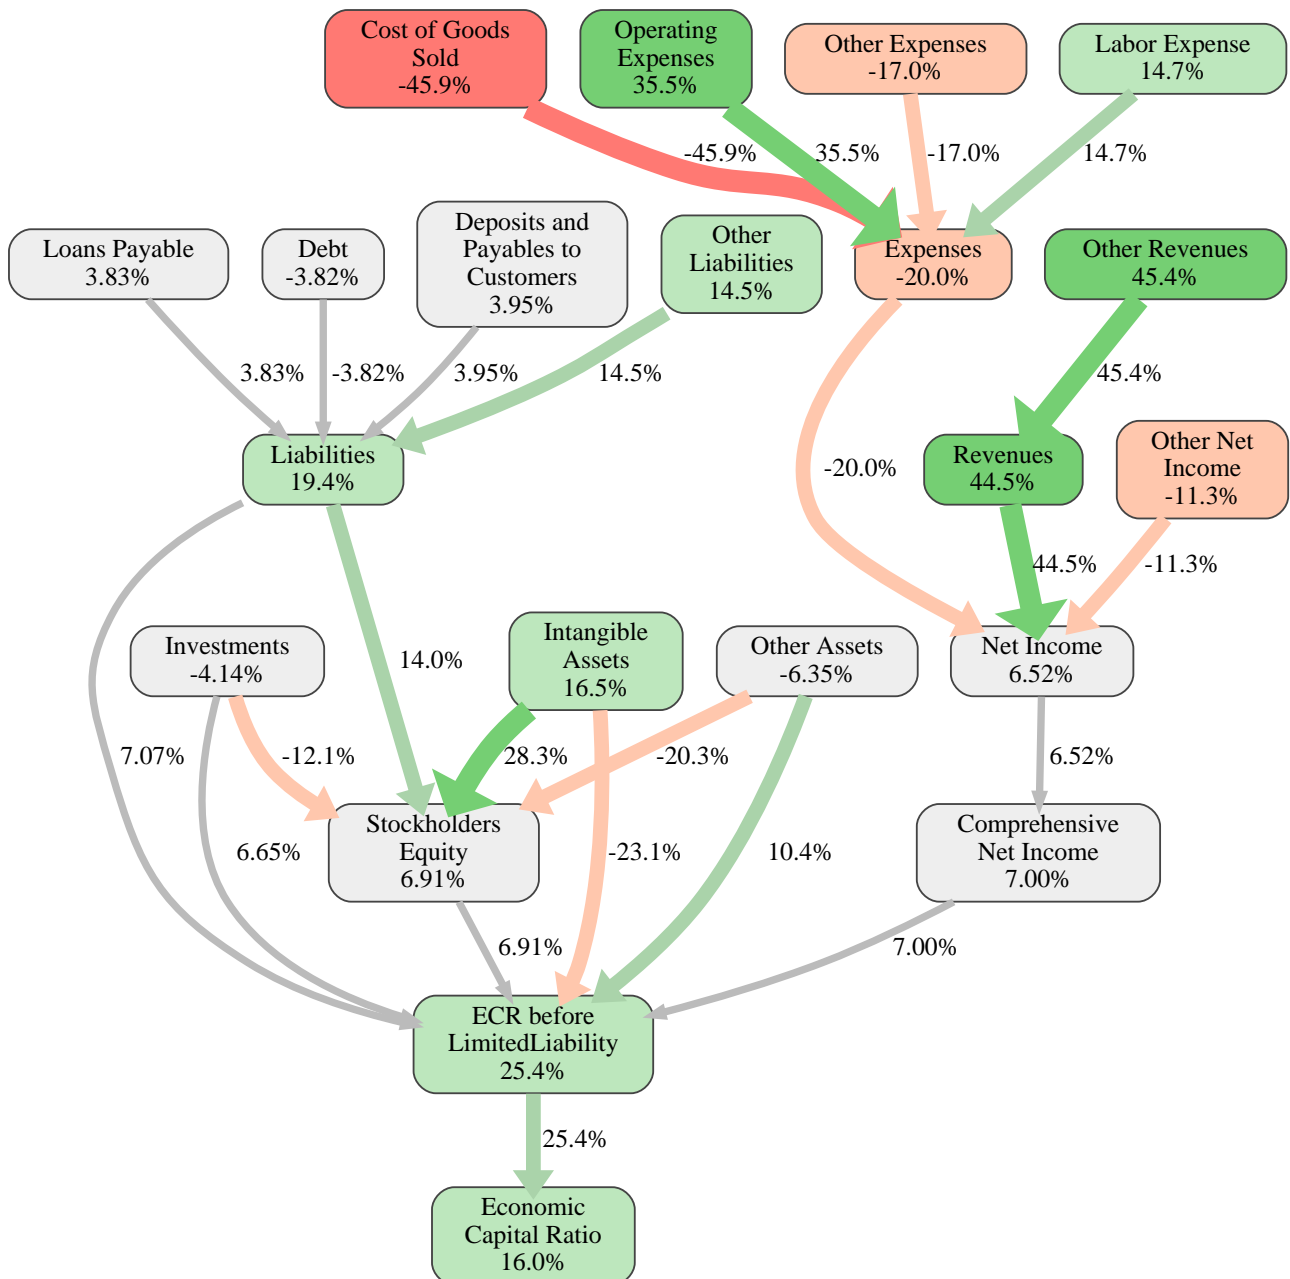 Cost of Goods
Sold
-45.9%
Operating
Expenses
35.5%
Other Expenses
-17.0%
Labor Expense
14.7%
-45.9%
35.5%
-17.0%
14.7%
Loans Payable
3.83%
Debt
-3.82%
Deposits and
Payables to
Customers
3.95%
Other
Liabilities
14.5%
Expenses
-20.0%
Other Revenues
45.4%
3.83%
-3.82%
3.95%
14.5%
45.4%
Liabilities
19.4%
-20.0%
Revenues
44.5%
Other Net
Income
-11.3%
44.5%
-11.3%
Investments
-4.14%
14.0%
Intangible
Assets
16.5%
Other Assets
-6.35%
Net Income
6.52%
7.07%
-12.1%
28.3%
-20.3%
6.52%
Stockholders
Equity
6.91%
6.65%
-23.1%
10.4%
Comprehensive
Net Income
7.00%
6.91%
7.00%
ECR before
LimitedLiability
25.4%
25.4%
Economic
Capital Ratio
16.0%